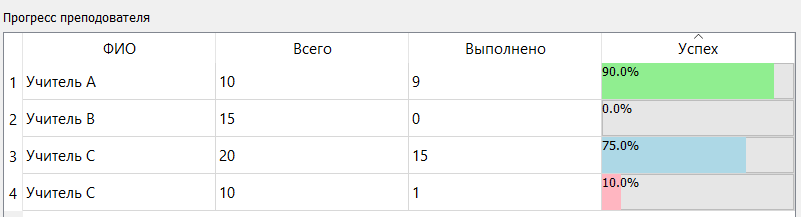 Прогресс преподователя
ФИО Всего Выполнено Успех
1 Учитель A 10 9 90.0%
2 Учитель B 15 0 0.0%
3 Учитель C 20 15 75.0%
4 Учитель C 10 1 10.0%